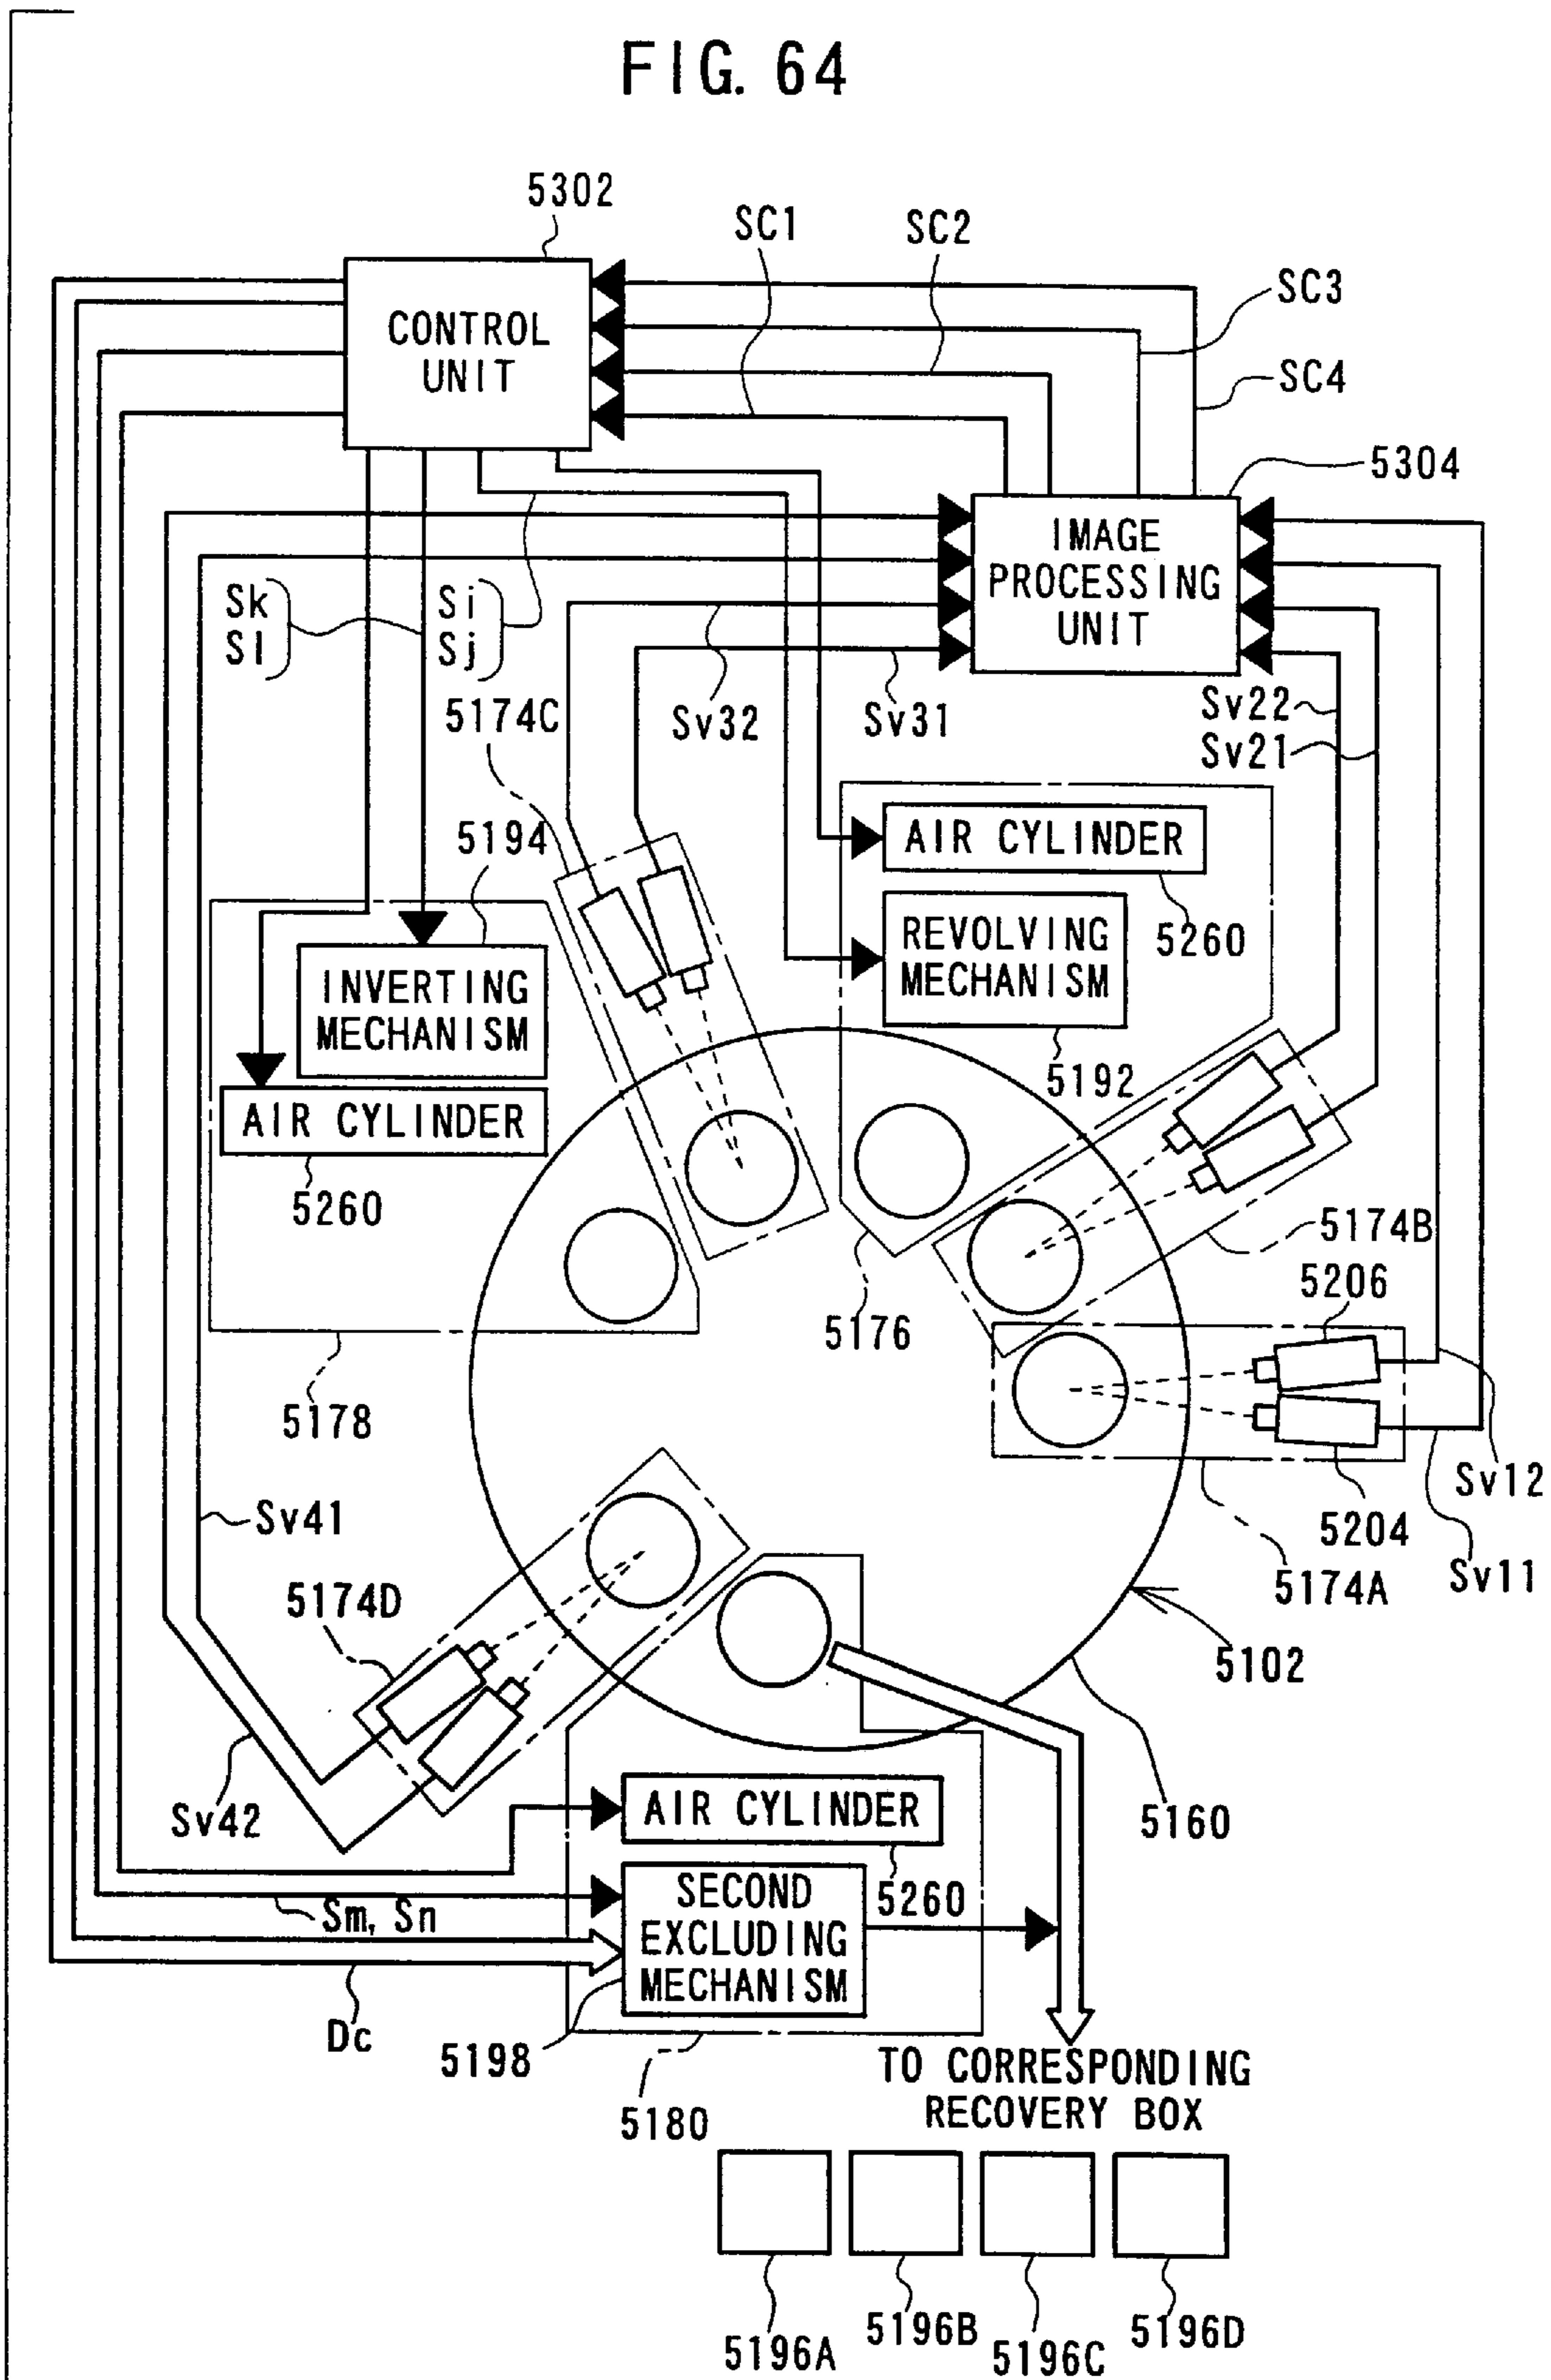 FIG. 64
5302
SC1
SC2
SC3
SC4
CONTROL
UNIT
5304
IMAGE
PROCESSING
UNIT
Sk
Sl
Si
Sj
5174C
Sv32
Sv31
Sv22
Sv21
5194
AIR CYLINDER
5260
REVOLVING
MECHANISM
5192
INVERTING
MECHANISM
AIR CYLINDER
5260
5174B
5206
5176
5178
Sv12
5204
Sv11
5174A
Sv41
5174D
5102
Sv42
5160
AIR CYLINDER
5260
Sm, Sn
SECOND
EXCLUDING
MECHANISM
Dc
5198
5180
TO CORRESPONDING
RECOVERY BOX
5196A
5196B
5196C
5196D